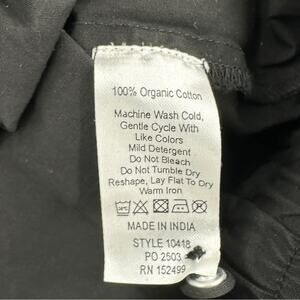 100% Organic Cotton
Machine Wash Cold,
Gentle Cycle With
Like Colors
Mild Detergent
Do Not Bleach
Do Not Tumble Dry
Reshape, Lay Flat To Dry
Warm Iron
MADE IN INDIA
STYLE 10418
PO 2503
RN 152499